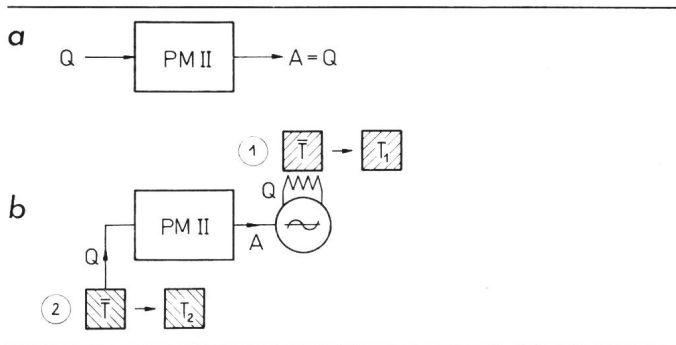 a
Q PM II A = Q
1 T̿ T₁
Q
b
PM II
A
Q
2 T̿ T₂